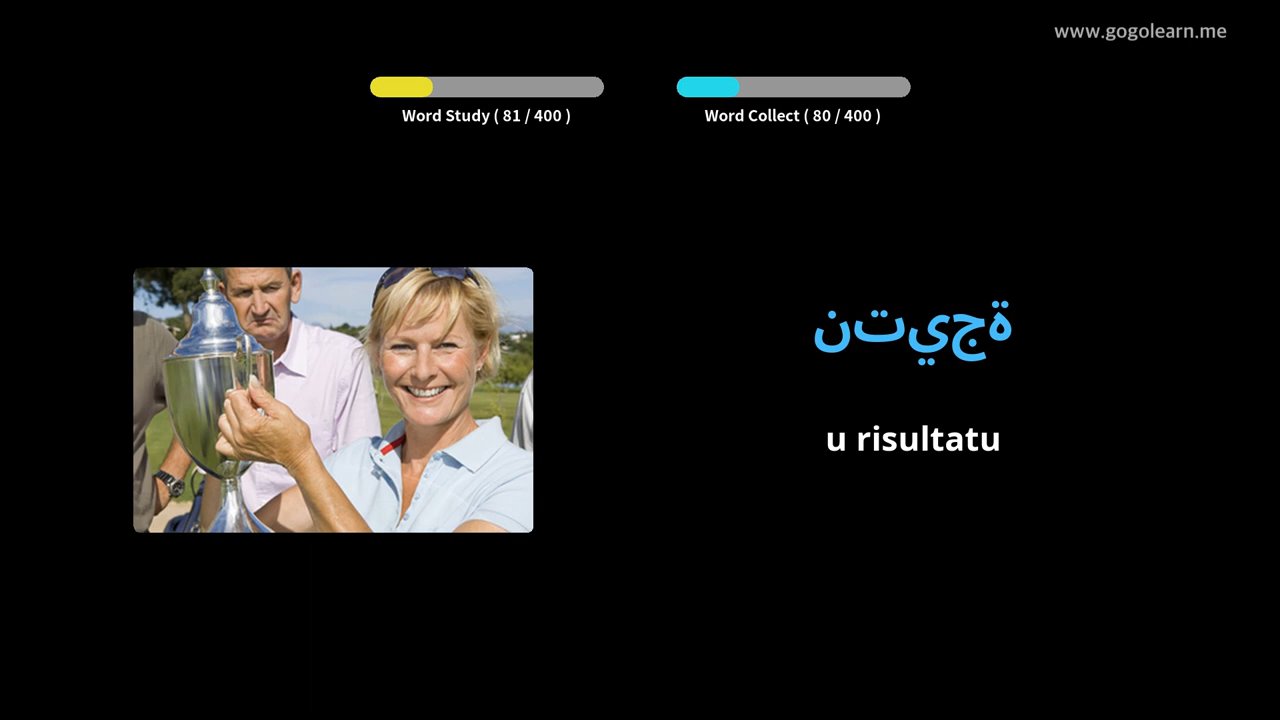 www.gogolearn.me
Word Study ( 81 / 400 )
Word Collect ( 80 / 400 )
نتيجة
u risultatu